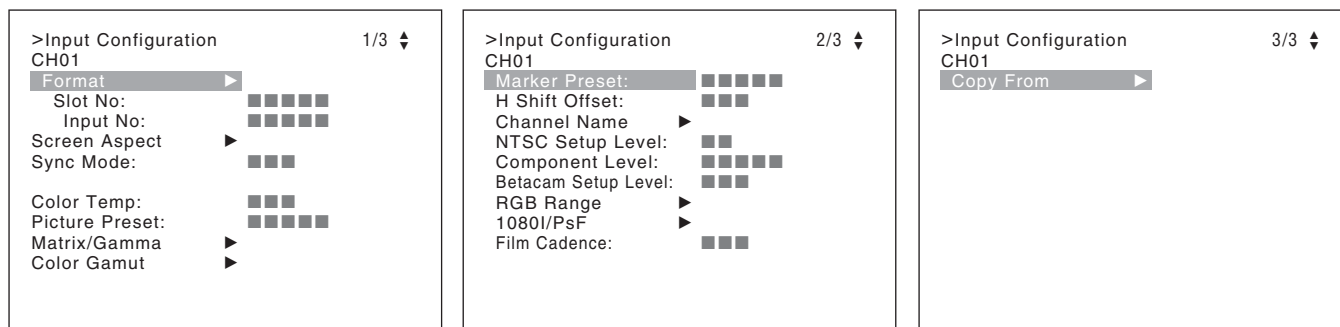 >Input Configuration 1/3
CH01
Format
Slot No:
Input No:
Screen Aspect
Sync Mode:
Color Temp:
Picture Preset:
Matrix/Gamma
Color Gamut
>Input Configuration 2/3
CH01
Marker Preset:
H Shift Offset:
Channel Name
NTSC Setup Level:
Component Level:
Betacam Setup Level:
RGB Range
1080I/PsF
Film Cadence:
>Input Configuration 3/3
CH01
Copy From